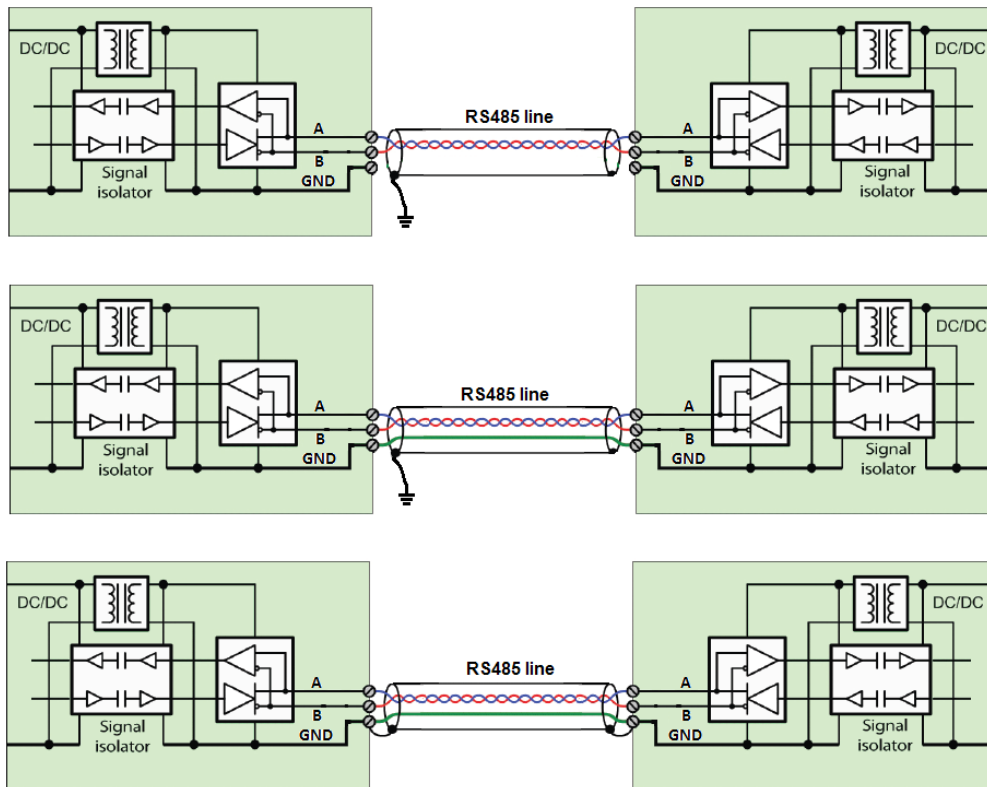 DC/DC
DC/DC
RS485 line
A
A
B
B
Signal
isolator
GND
GND
Signal
isolator
DC/DC
DC/DC
RS485 line
A
A
B
B
Signal
isolator
GND
GND
Signal
isolator
DC/DC
DC/DC
RS485 line
A
A
B
B
Signal
isolator
GND
GND
Signal
isolator